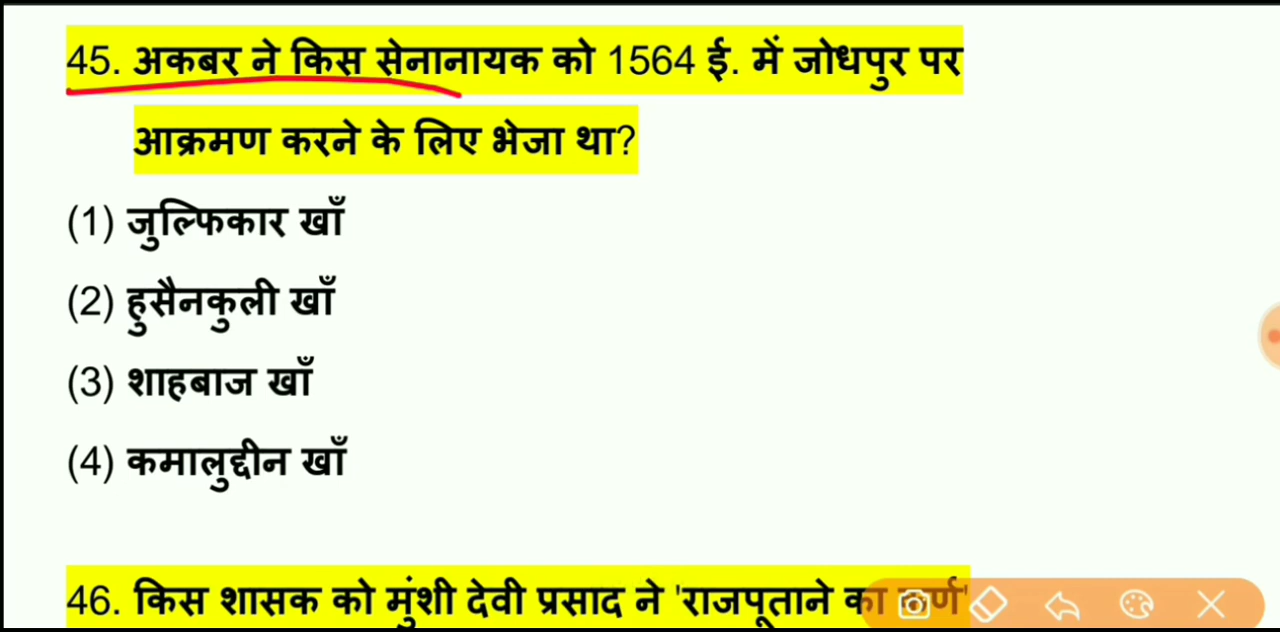 45. अकबर ने किस सेनानायक को 1564 ई. में जोधपुर पर
आक्रमण करने के लिए भेजा था?
(1) जुल्फिकार खाँ
(2) हुसैनकुली खाँ
(3) शाहबाज खाँ
(4) कमालुद्दीन खाँ
46. किस शासक को मुंशी देवी प्रसाद ने 'राजपूताने का